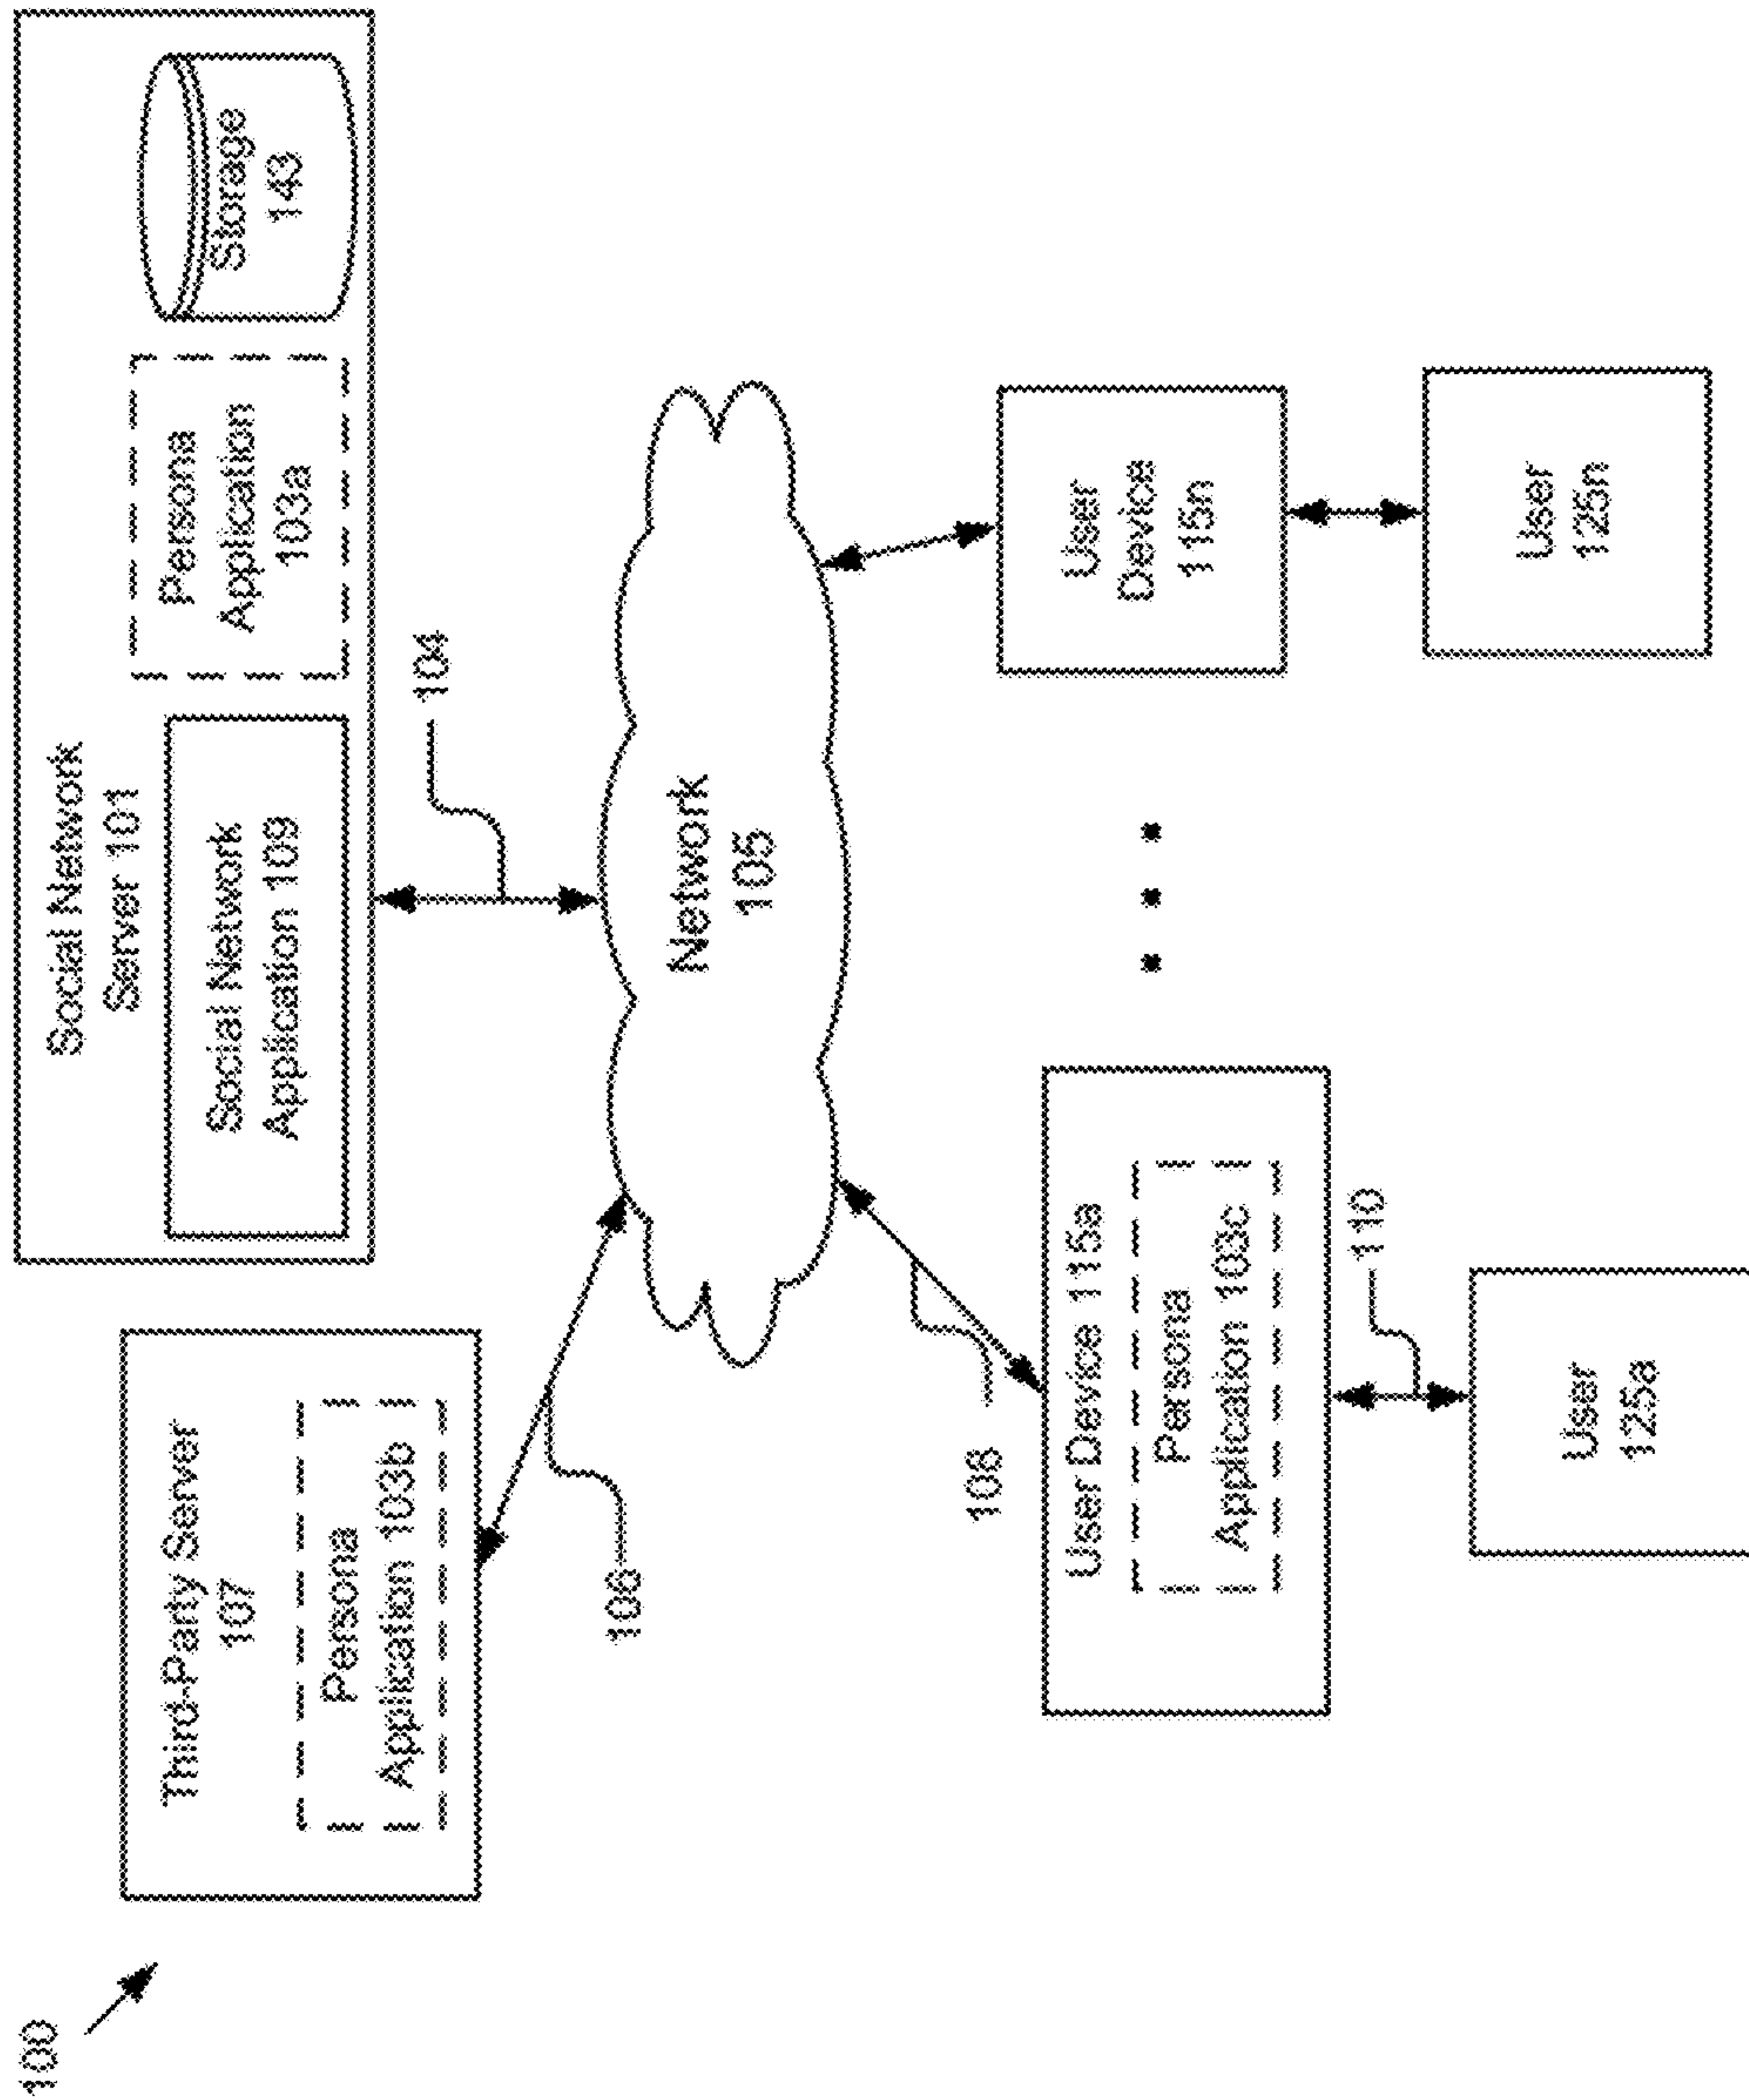 100
Third-Party Server
107
Persona
Application 103b
Social Network
Server 101
Social Network
Application 109
Persona
Application
103a
Storage
143
106
104
Network
105
108
User Device 115a
Persona
Application 103c
110
User
125a
User
Device
115n
User
125n